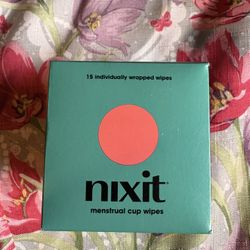 15 individually wrapped wipes
nixit
menstrual cup wipes